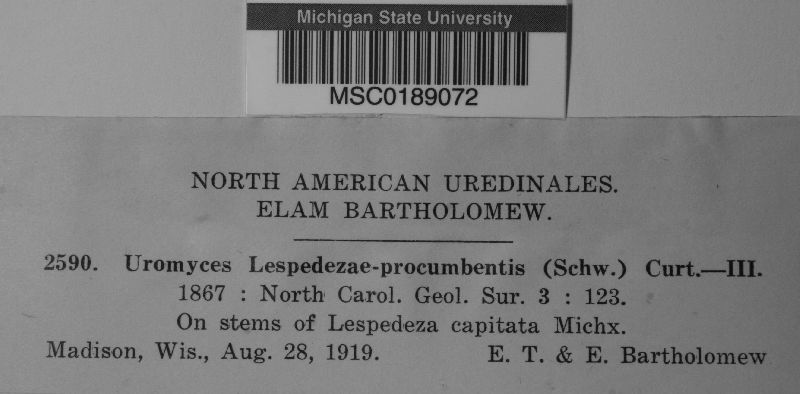 Michigan State University
MSC0189072
NORTH AMERICAN UREDINALES.
ELAM BARTHOLOMEW.
2590. Uromyces Lespedezae-procumbentis (Schw.) Curt.—III.
1867 : North Carol. Geol. Sur. 3 : 123.
On stems of Lespedeza capitata Michx.
Madison, Wis., Aug. 28, 1919. E. T. & E. Bartholomew